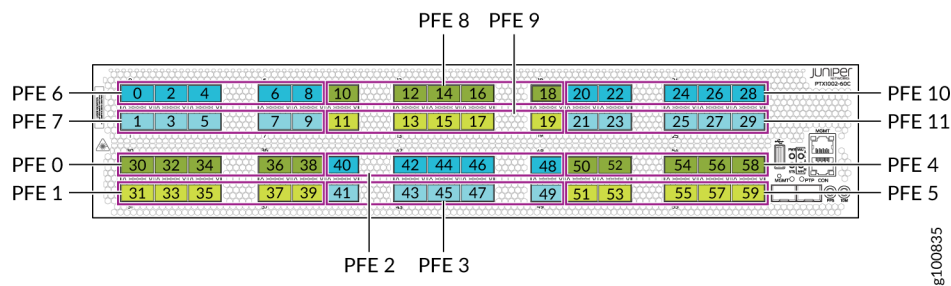 PFE 8 PFE 9
JUNIPER
NETWORKS
PTX1002-60C
PFE 6 0 2 4 6 8 10 12 14 16 18 20 22 24 26 28 PFE 10
PFE 7 1 3 5 7 9 11 13 15 17 19 21 23 25 27 29 PFE 11
MGMT
PFE 0 30 32 34 36 38 40 42 44 46 48 50 52 54 56 58 PFE 4
PFE 1 31 33 35 37 39 41 43 45 47 49 51 53 55 57 59 PFE 5
MGMT PTP CON
PFE 2 PFE 3
g100835